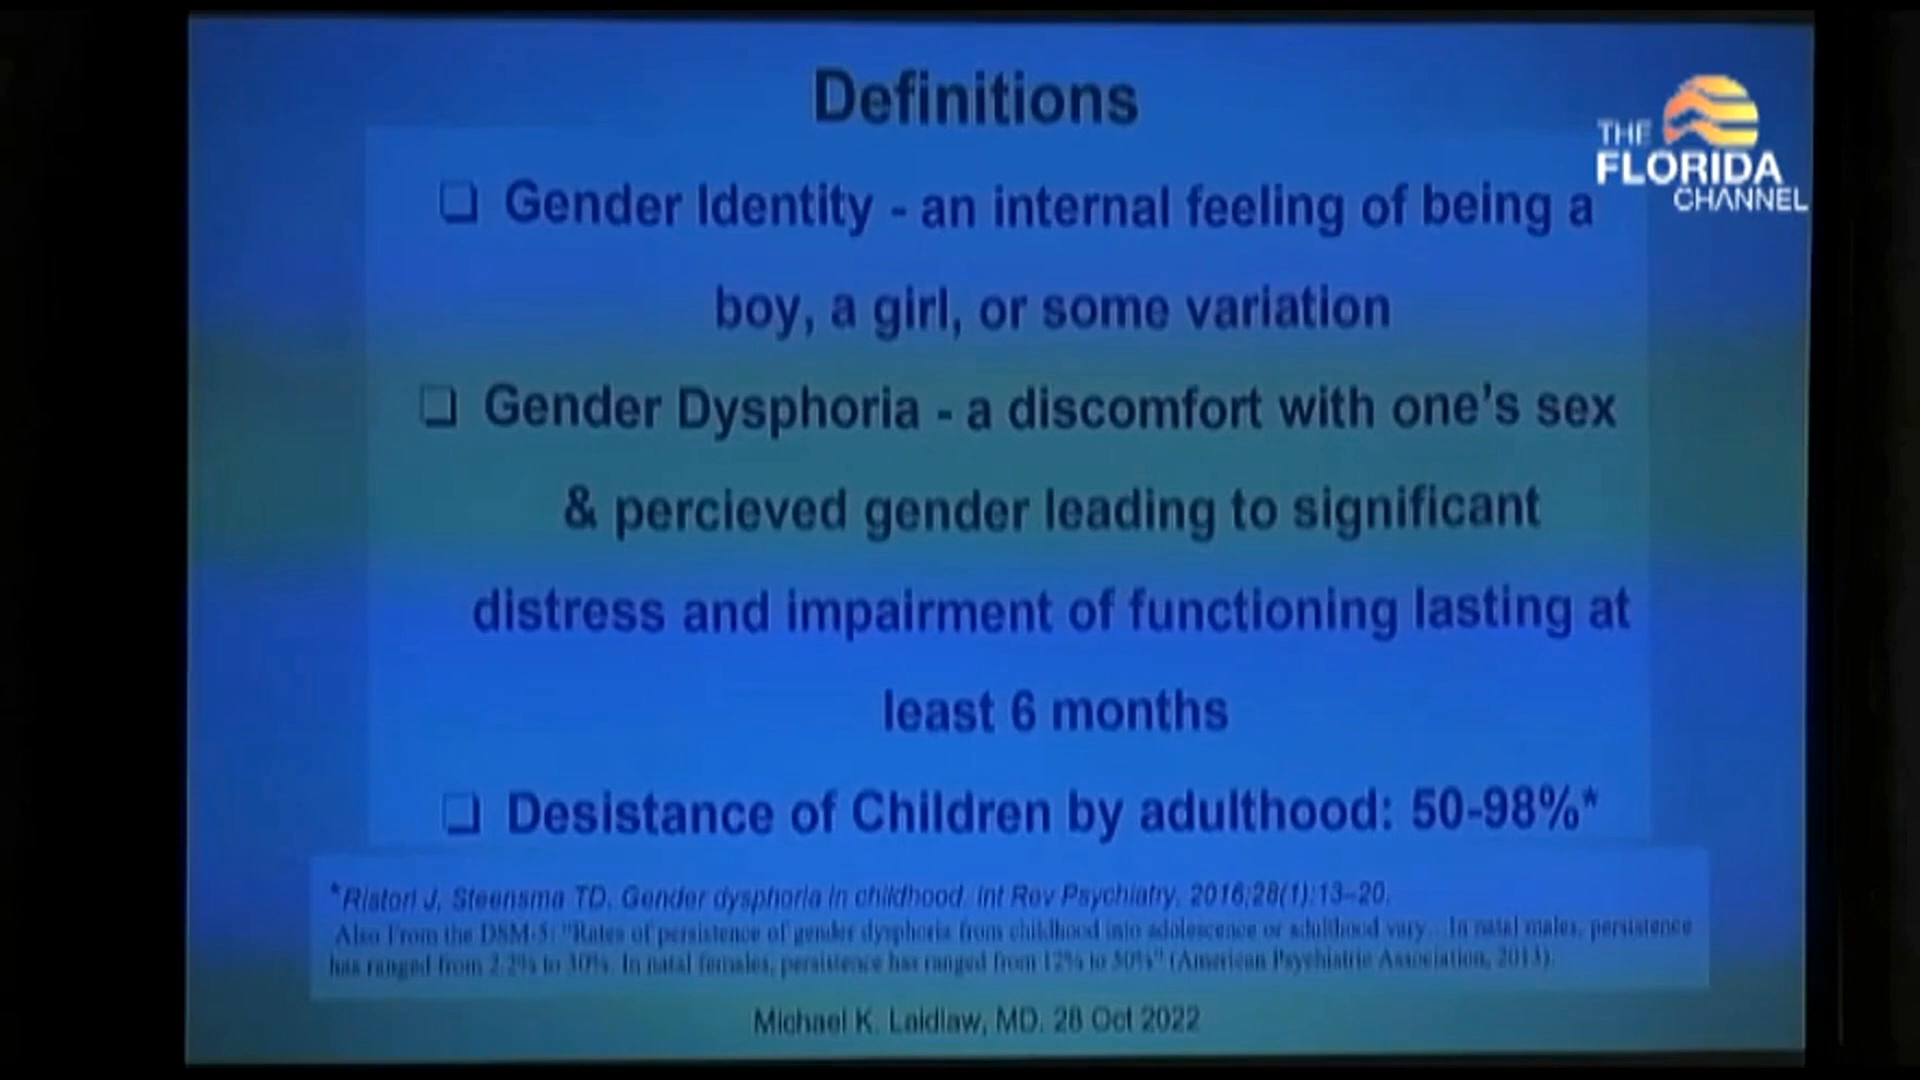 Definitions
THE
FLORIDA
CHANNEL
❑ Gender Identity - an internal feeling of being a
boy, a girl, or some variation
❑ Gender Dysphoria - a discomfort with one's sex
& percieved gender leading to significant
distress and impairment of functioning lasting at
least 6 months
❑ Desistance of Children by adulthood: 50-98%*
*Ristori J, Steensma TD. Gender dysphoria in childhood. Int Rev Psychiatry. 2016;28(1):13–20.
Also From the DSM-5: "Rates of persistence of gender dysphoria from childhood into adolescence or adulthood vary... In natal males, persistence
has ranged from 2.2% to 30%. In natal females, persistence has ranged from 12% to 50%" (American Psychiatric Association, 2013).
Michael K. Laidlaw, MD. 28 Oct 2022